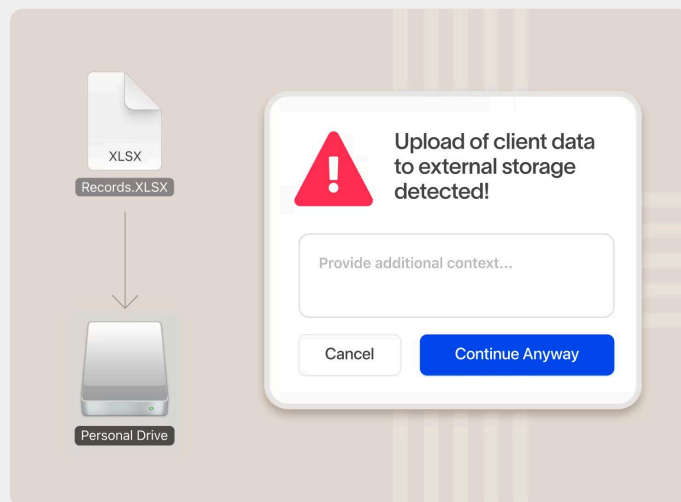 XLSX
Records.XLSX
Personal Drive
Upload of client data
to external storage
detected!
Provide additional context...
Cancel
Continue Anyway